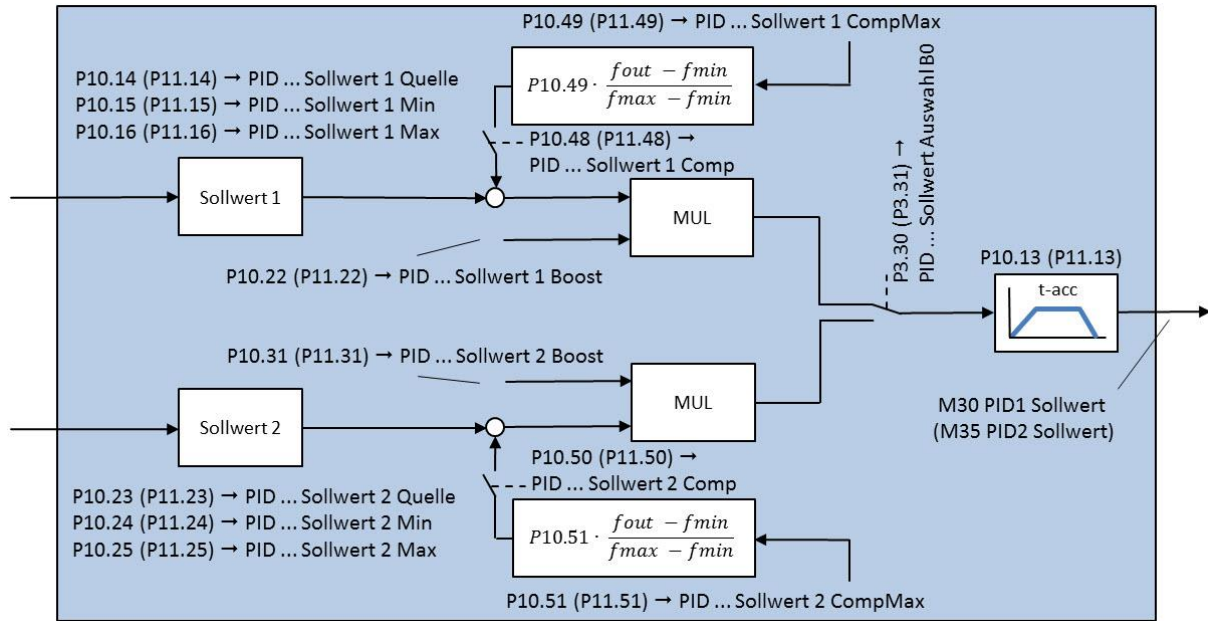 P10.49 (P11.49) → PID ... Sollwert 1 CompMax
P10.14 (P11.14) → PID ... Sollwert 1 Quelle
P10.15 (P11.15) → PID ... Sollwert 1 Min
P10.16 (P11.16) → PID ... Sollwert 1 Max
P10.49 · (fout − fmin) / (fmax − fmin)
P10.48 (P11.48) →
PID ... Sollwert 1 Comp
P3.30 (P3.31) →
PID ... Sollwert Auswahl B0
Sollwert 1
MUL
P10.22 (P11.22) → PID ... Sollwert 1 Boost
P10.13 (P11.13)
t-acc
P10.31 (P11.31) → PID ... Sollwert 2 Boost
Sollwert 2
MUL
M30 PID1 Sollwert
(M35 PID2 Sollwert)
P10.50 (P11.50) →
PID ... Sollwert 2 Comp
P10.23 (P11.23) → PID ... Sollwert 2 Quelle
P10.24 (P11.24) → PID ... Sollwert 2 Min
P10.25 (P11.25) → PID ... Sollwert 2 Max
P10.51 · (fout − fmin) / (fmax − fmin)
P10.51 (P11.51) → PID ... Sollwert 2 CompMax